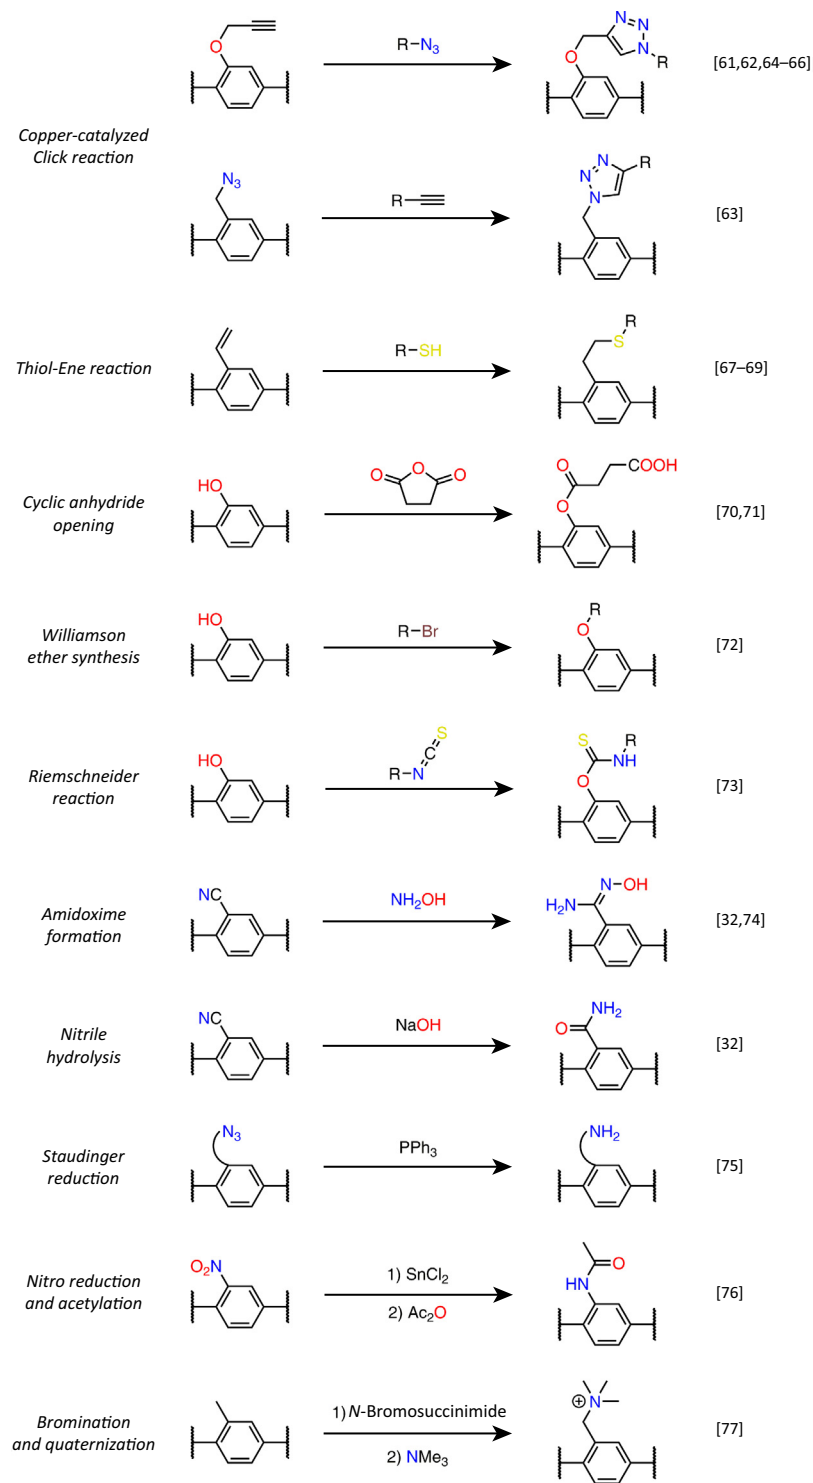 R–N3
O
O
N
N
N
R
[61,62,64–66]
Copper-catalyzed
Click reaction
N3
R
N
N
N
R
[63]
Thiol-Ene reaction
R–SH
S
R
[67–69]
Cyclic anhydride
opening
HO
O
O
O
O
COOH
O
[70,71]
Williamson
ether synthesis
HO
R–Br
R
O
[72]
Riemschneider
reaction
HO
S
C
R–N
S
R
NH
O
[73]
Amidoxime
formation
NC
NH2OH
N–OH
H2N
[32,74]
Nitrile
hydrolysis
NC
NaOH
NH2
O
[32]
Staudinger
reduction
N3
PPh3
NH2
[75]
Nitro reduction
and acetylation
O2N
1) SnCl2
2) Ac2O
O
HN
[76]
Bromination
and quaternization
1) N-Bromosuccinimide
2) NMe3
⊕N
[77]